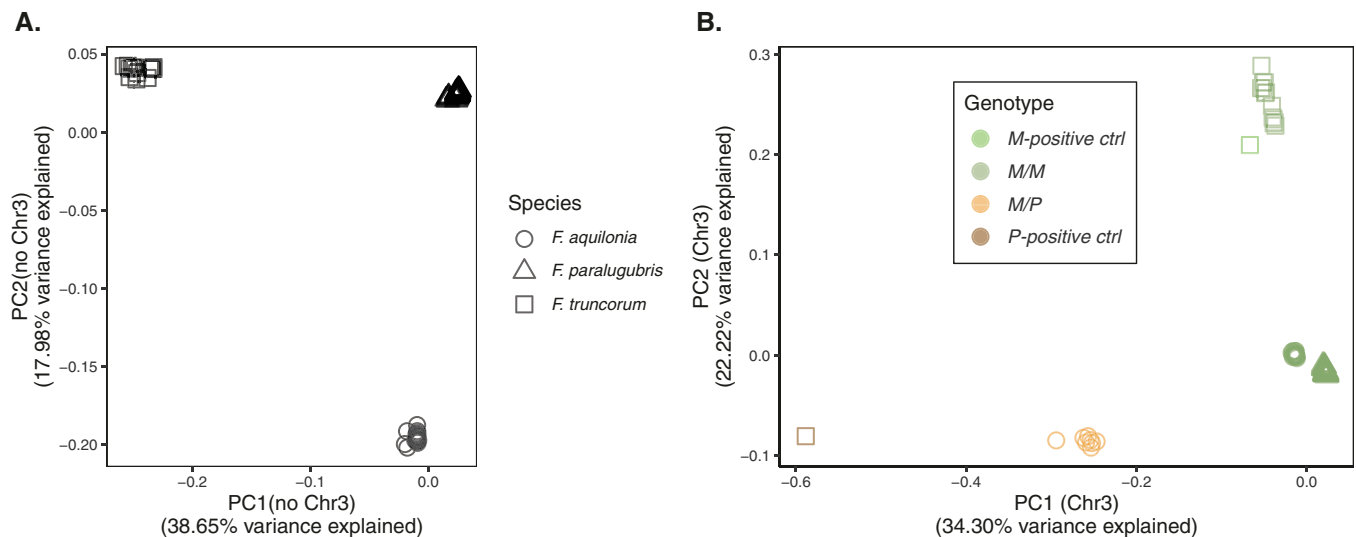 A.
0.05
0.00
−0.05
−0.10
−0.15
−0.20
PC2(no Chr3)
(17.98% variance explained)
−0.2
−0.1
0.0
PC1(no Chr3)
(38.65% variance explained)
Species
F. aquilonia
F. paralugubris
F. truncorum
B.
0.3
0.2
0.1
0.0
−0.1
PC2 (Chr3)
(22.22% variance explained)
Genotype
M-positive ctrl
M/M
M/P
P-positive ctrl
−0.6
−0.4
−0.2
0.0
PC1 (Chr3)
(34.30% variance explained)